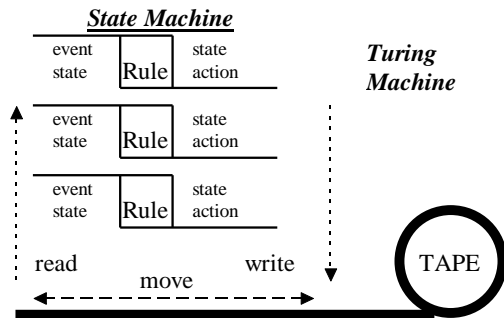 State Machine
event state
state Rule action
event state
state Rule action
event state
state Rule action
Turing
Machine
read write
move
TAPE